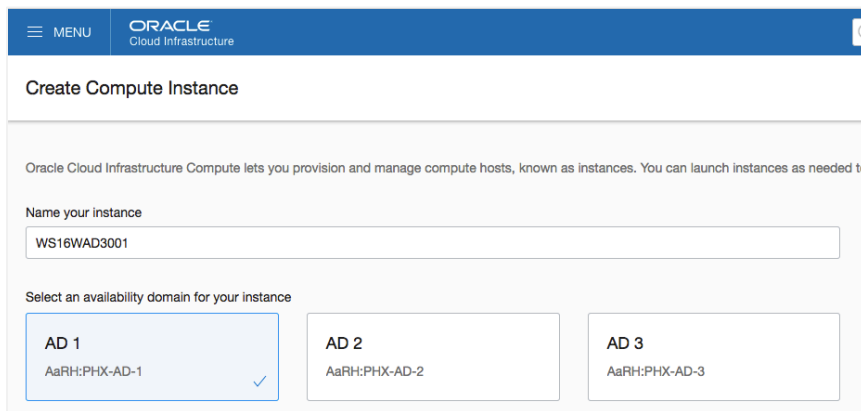 MENU
ORACLE
Cloud Infrastructure
Create Compute Instance
Oracle Cloud Infrastructure Compute lets you provision and manage compute hosts, known as instances. You can launch instances as needed t
Name your instance
WS16WAD3001
Select an availability domain for your instance
AD 1
AaRH:PHX-AD-1
AD 2
AaRH:PHX-AD-2
AD 3
AaRH:PHX-AD-3